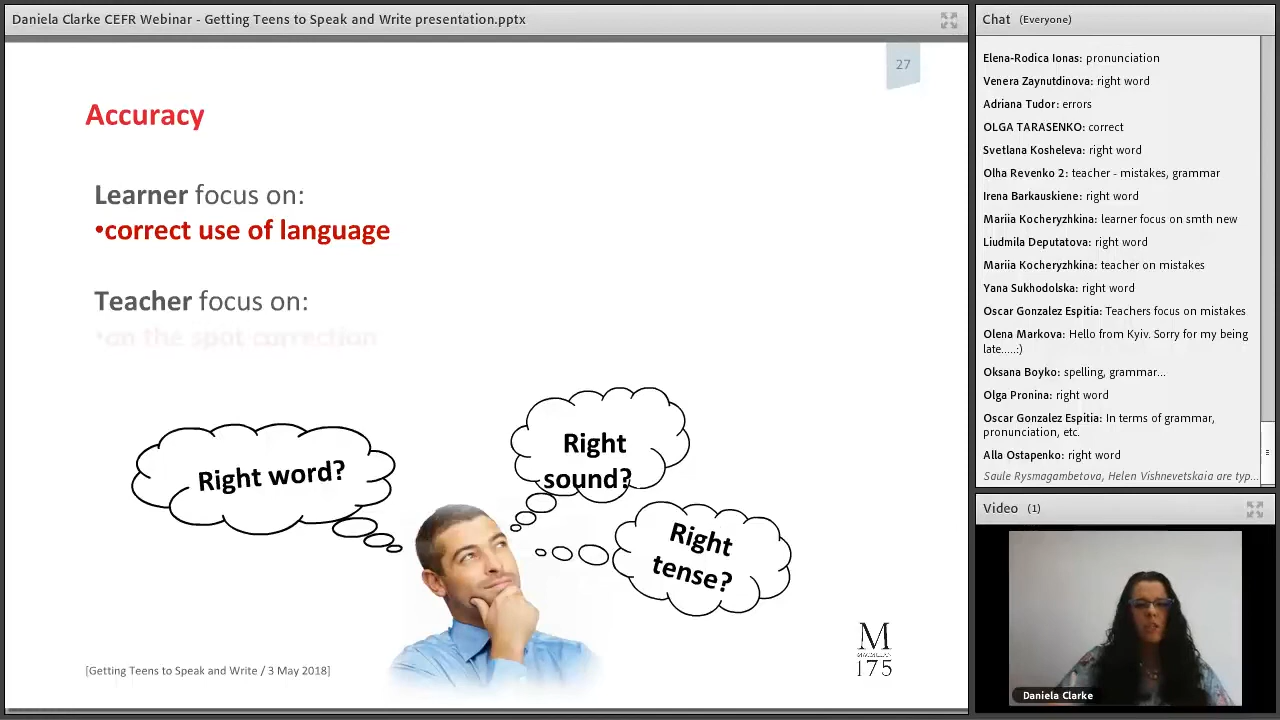 Daniela Clarke CEFR Webinar - Getting Teens to Speak and Write presentation.pptx
27
Accuracy
Learner focus on:
•correct use of language
Teacher focus on:
•on the spot correction
Right word?
Right
sound?
Right
tense?
[Getting Teens to Speak and Write / 3 May 2018]
M
MACMILLAN
175
Chat (Everyone)
Elena-Rodica Ionas: pronunciation
Venera Zaynutdinova: right word
Adriana Tudor: errors
OLGA TARASENKO: correct
Svetlana Kosheleva: right word
Olha Revenko 2: teacher - mistakes, grammar
Irena Barkauskiene: right word
Mariia Kocheryzhkina: learner focus on smth new
Liudmila Deputatova: right word
Mariia Kocheryzhkina: teacher on mistakes
Yana Sukhodolska: right word
Oscar Gonzalez Espitia: Teachers focus on mistakes
Olena Markova: Hello from Kyiv. Sorry for my being
late.....:)
Oksana Boyko: spelling, grammar...
Olga Pronina: right word
Oscar Gonzalez Espitia: In terms of grammar,
pronunciation, etc.
Alla Ostapenko: right word
Saule Rysmagambetova, Helen Vishnevetskaia are typ...
Video (1)
Daniela Clarke